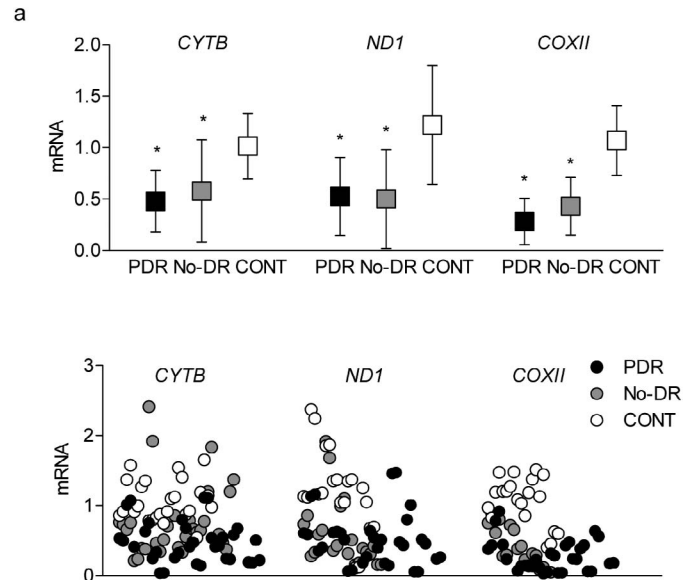 a
CYTB ND1 COXII
2.0
1.5
1.0
0.5
0.0
mRNA
* * * * * *
PDR No-DR CONT PDR No-DR CONT PDR No-DR CONT
CYTB ND1 COXII
3
2
1
0
mRNA
PDR
No-DR
CONT